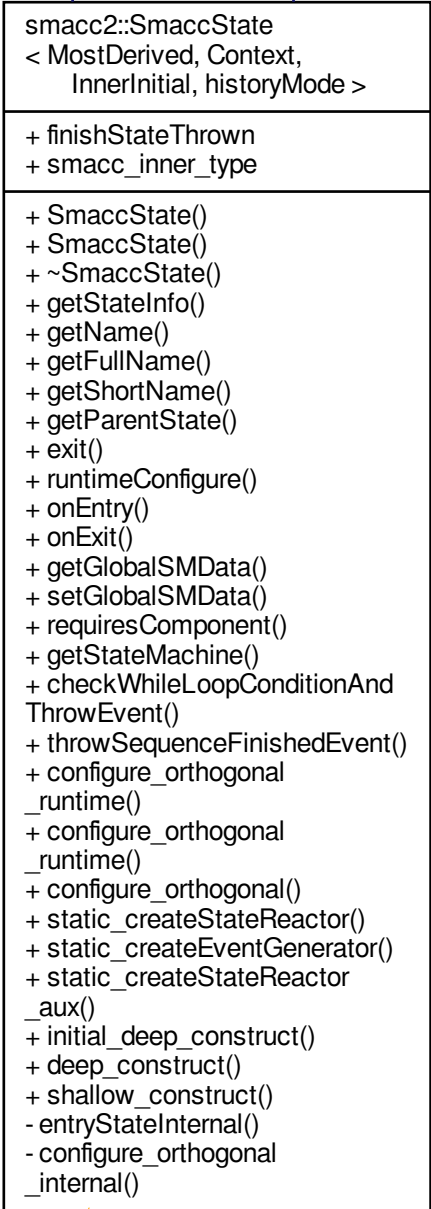 smacc2::SmaccState
< MostDerived, Context,
InnerInitial, historyMode >
+ finishStateThrown
+ smacc_inner_type
+ SmaccState()
+ SmaccState()
+ ~SmaccState()
+ getStateInfo()
+ getName()
+ getFullName()
+ getShortName()
+ getParentState()
+ exit()
+ runtimeConfigure()
+ onEntry()
+ onExit()
+ getGlobalSMData()
+ setGlobalSMData()
+ requiresComponent()
+ getStateMachine()
+ checkWhileLoopConditionAnd
ThrowEvent()
+ throwSequenceFinishedEvent()
+ configure_orthogonal
_runtime()
+ configure_orthogonal
_runtime()
+ configure_orthogonal()
+ static_createStateReactor()
+ static_createEventGenerator()
+ static_createStateReactor
_aux()
+ initial_deep_construct()
+ deep_construct()
+ shallow_construct()
- entryStateInternal()
- configure_orthogonal
_internal()